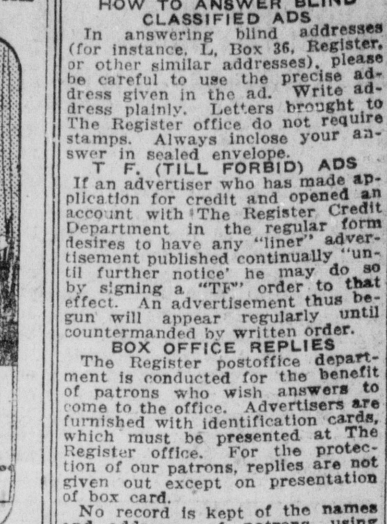 HOW TO ANSWER BLIND
CLASSIFIED ADS
In answering blind addresses
(for instance, L, Box 36, Register,
or other similar addresses), please
be careful to use the precise ad-
dress given in the ad. Write ad-
dress plainly. Letters brought to
The Register office do not require
stamps. Always inclose your an-
swer in sealed envelope.
T F. (TILL FORBID) ADS
If an advertiser who has made ap-
plication for credit and opened an
account with The Register Credit
Department in the regular form
desires to have any "liner" adver-
tisement published continually "un-
til further notice' he may do so
by signing a "TF" order to that
effect. An advertisement thus be-
gun will appear regularly until
countermanded by written order.
BOX OFFICE REPLIES
The Register postoffice depart-
ment is conducted for the benefit
of patrons who wish answers to
come to the office. Advertisers are
furnished with identification cards,
which must be presented at The
Register office. For the protec-
tion of our patrons, replies are not
given out except on presentation
of box card.
No record is kept of the names